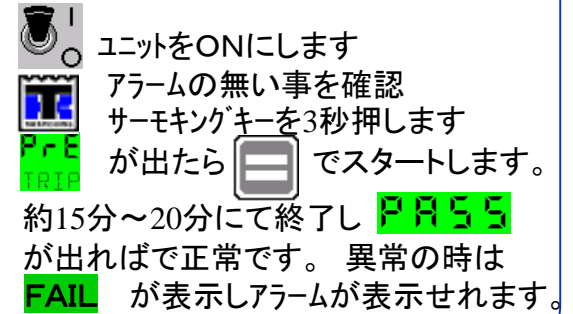 I
O ユニットをONにします
アラームの無い事を確認
サーモキングキーを3秒押します
PrE
TRIP
が出たら = でスタートします。
約15分～20分にて終了し PASS
が出ればで正常です。 異常の時は
FAIL が表示しアラームが表示せれます。